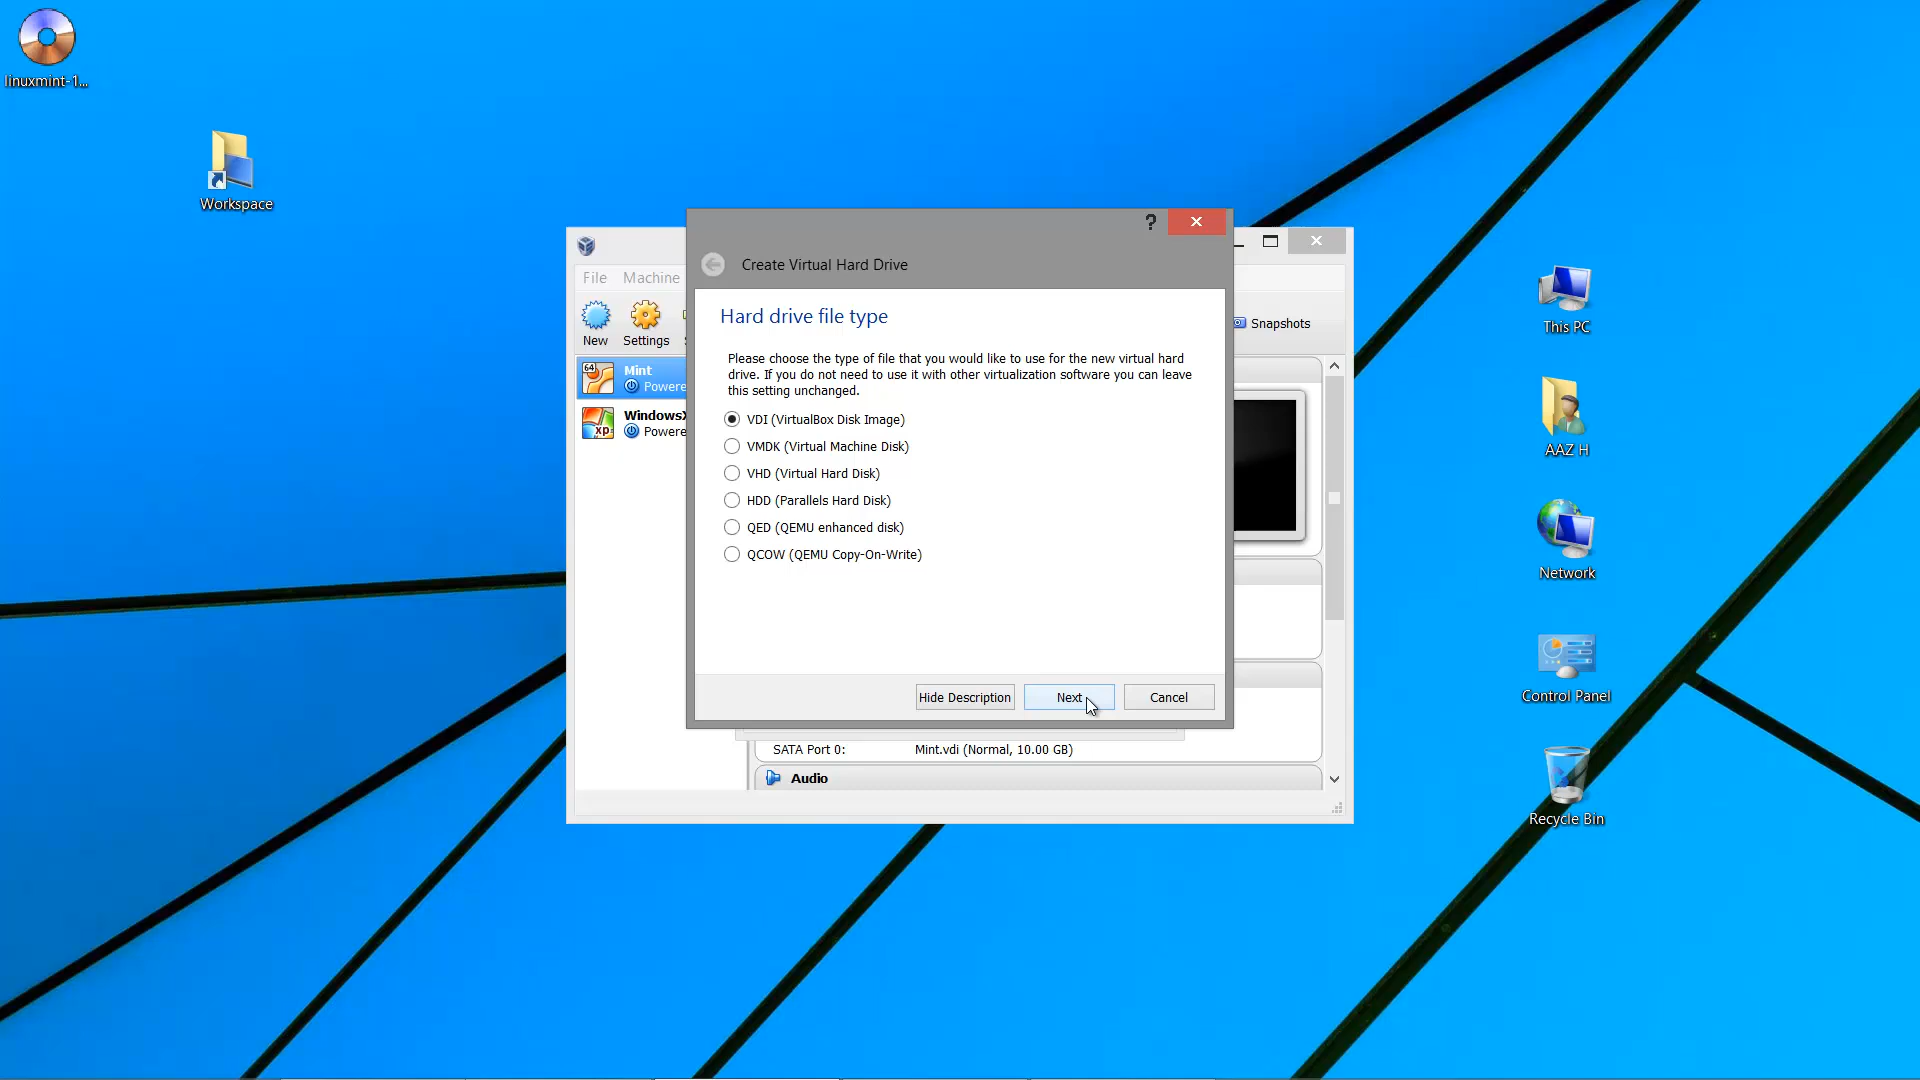 linuxmint-1...
Workspace
File Machine
New Settings
Mint
Powere
WindowsX
Powere
Snapshots
?
Create Virtual Hard Drive
Hard drive file type
Please choose the type of file that you would like to use for the new virtual hard
drive. If you do not need to use it with other virtualization software you can leave
this setting unchanged.
VDI (VirtualBox Disk Image)
VMDK (Virtual Machine Disk)
VHD (Virtual Hard Disk)
HDD (Parallels Hard Disk)
QED (QEMU enhanced disk)
QCOW (QEMU Copy-On-Write)
Hide Description Next Cancel
SATA Port 0: Mint.vdi (Normal, 10.00 GB)
Audio
This PC
AAZ H
Network
Control Panel
Recycle Bin